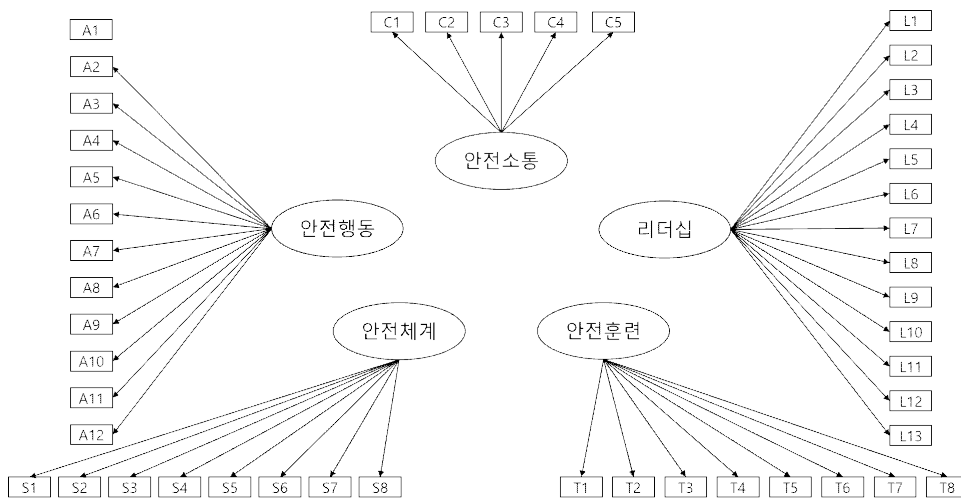 C1 C2 C3 C4 C5
A1
A2
A3
A4
A5
A6
A7
A8
A9
A10
A11
A12
안전소통
안전행동
리더십
안전체계
안전훈련
L1
L2
L3
L4
L5
L6
L7
L8
L9
L10
L11
L12
L13
S1 S2 S3 S4 S5 S6 S7 S8
T1 T2 T3 T4 T5 T6 T7 T8